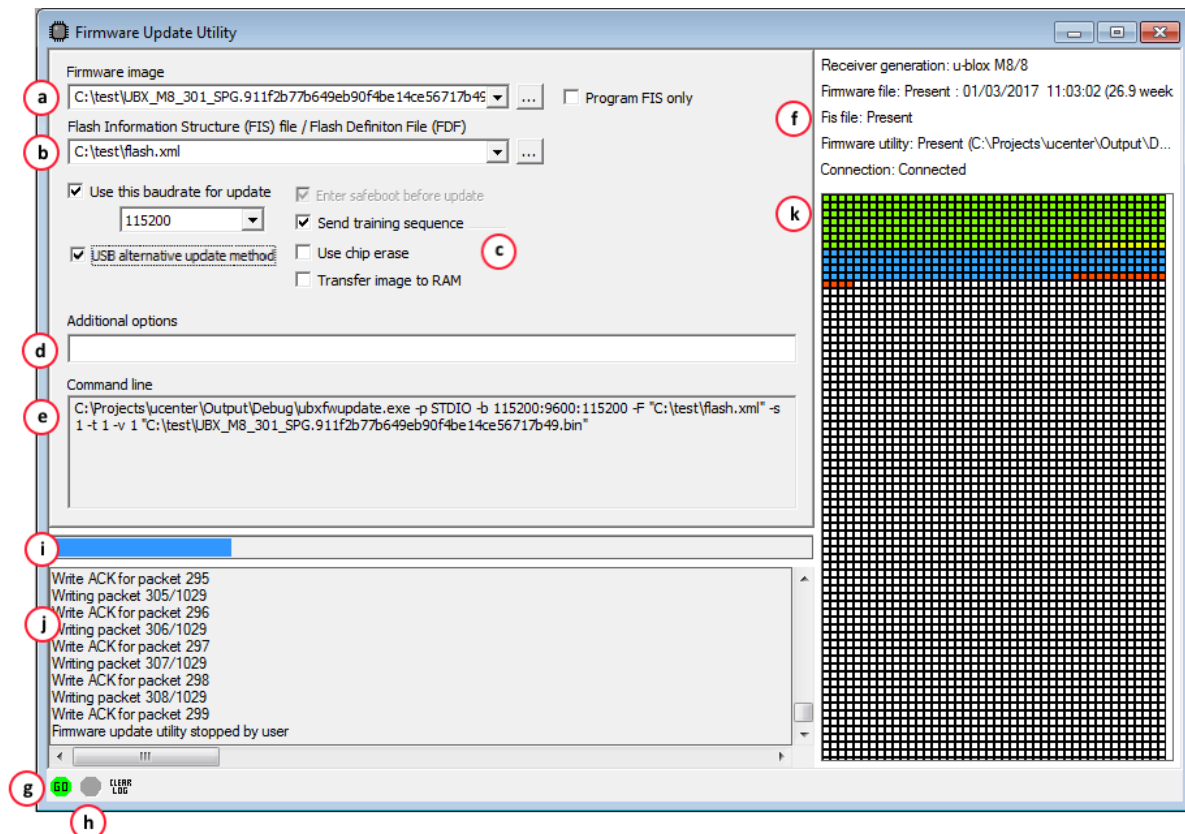 Firmware Update Utility
Firmware image
a
C:\test\UBX_M8_301_SPG.911f2b77b649eb90f4be14ce56717b49
...
Program FIS only
Flash Information Structure (FIS) file / Flash Definiton File (FDF)
b
C:\test\flash.xml
...
Use this baudrate for update
Enter safeboot before update
115200
Send training sequence
USB alternative update method
Use chip erase
c
Transfer image to RAM
Additional options
d
Command line
e
C:\Projects\ucenter\Output\Debug\ubxfwupdate.exe -p STDIO -b 115200:9600:115200 -F "C:\test\flash.xml" -s
1 -t 1 -v 1 "C:\test\UBX_M8_301_SPG.911f2b77b649eb90f4be14ce56717b49.bin"
i
Write ACK for packet 295
Writing packet 305/1029
Write ACK for packet 296
j
Writing packet 306/1029
Write ACK for packet 297
Writing packet 307/1029
Write ACK for packet 298
Writing packet 308/1029
Write ACK for packet 299
Firmware update utility stopped by user
g
GO
CLEAR
LOG
h
Receiver generation: u-blox M8/8
Firmware file: Present : 01/03/2017 11:03:02 (26.9 week
f
Fis file: Present
Firmware utility: Present (C:\Projects\ucenter\Output\D...
Connection: Connected
k